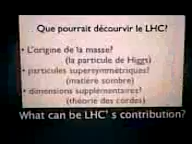 Que pourrait découvrir le LHC?
• L'origine de la masse?
(la particule de Higgs)
• particules supersymmétriques?
(matière sombre)
• dimensions supplémentaires?
(théorie des cordes)
What can be LHC' s contribution?